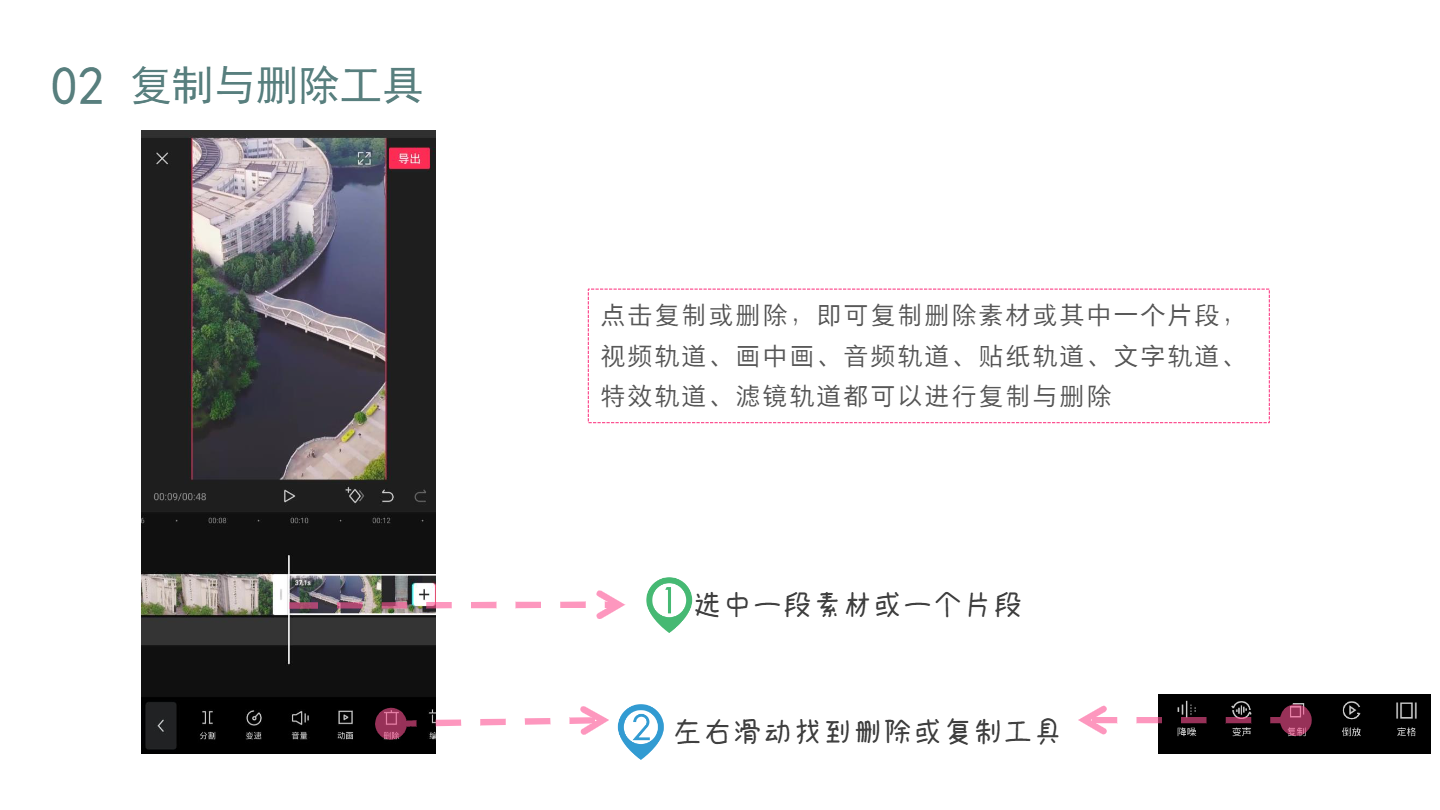 02 复制与删除工具
导出
点击复制或删除，即可复制删除素材或其中一个片段，
视频轨道、画中画、音频轨道、贴纸轨道、文字轨道、
特效轨道、滤镜轨道都可以进行复制与删除
00:09/00:48
00:08 00:10 00:12
37.1s
1 选中一段素材或一个片段
分割 变速 音量 动画 删除
2 左右滑动找到删除或复制工具
降噪 变声 复制 倒放 定格